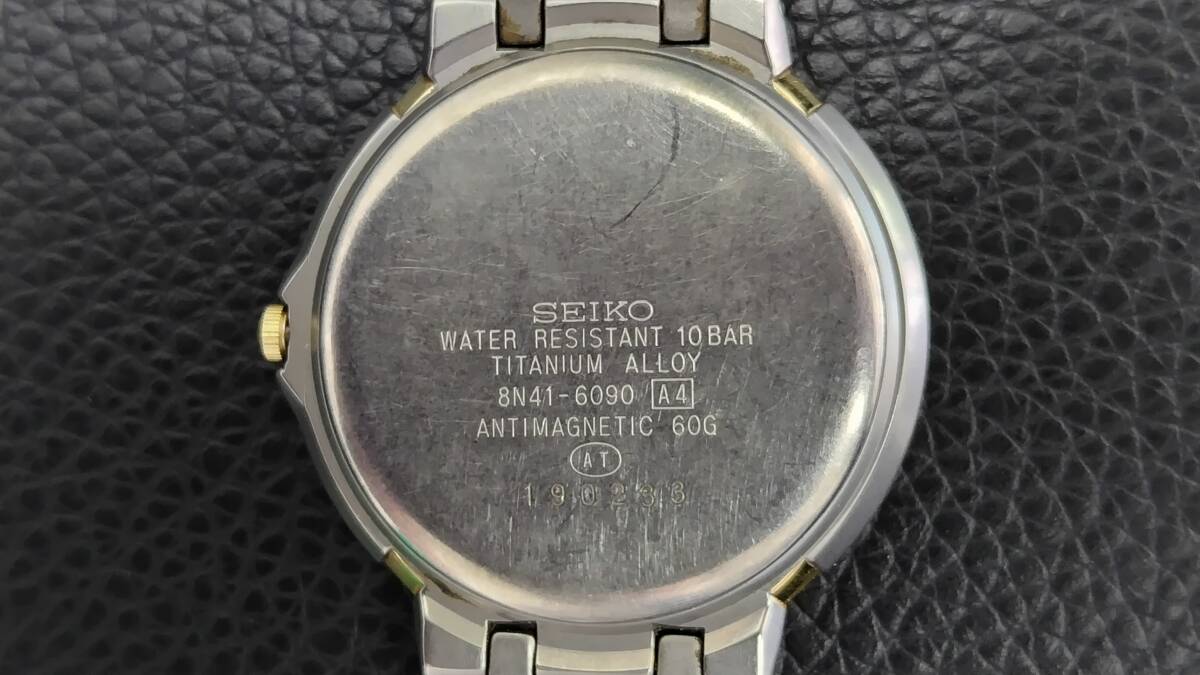 SEIKO
WATER RESISTANT 10BAR
TITANIUM ALLOY
8N41-6090 A4
ANTIMAGNETIC 60G
AT
190233